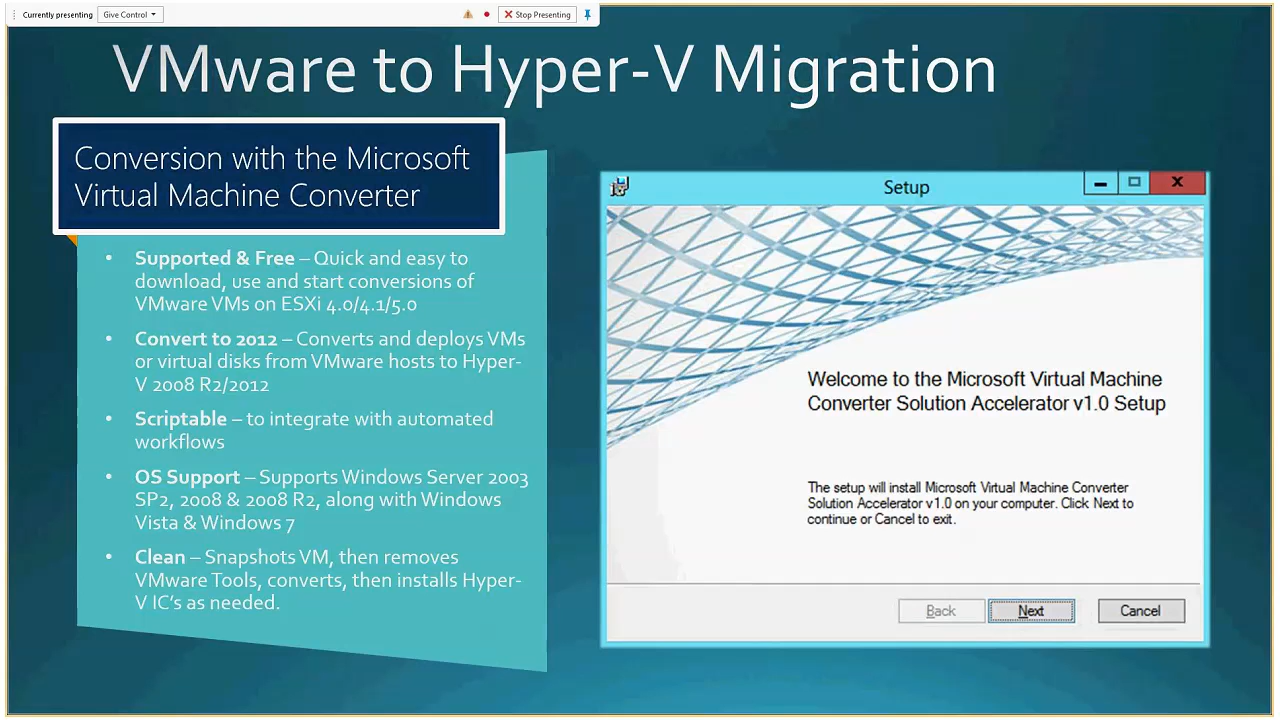 Currently presenting
Give Control
Stop Presenting
VMware to Hyper-V Migration
Conversion with the Microsoft
Virtual Machine Converter
• Supported & Free – Quick and easy to
download, use and start conversions of
VMware VMs on ESXi 4.0/4.1/5.0
• Convert to 2012 – Converts and deploys VMs
or virtual disks from VMware hosts to Hyper-
V 2008 R2/2012
• Scriptable – to integrate with automated
workflows
• OS Support – Supports Windows Server 2003
SP2, 2008 & 2008 R2, along with Windows
Vista & Windows 7
• Clean – Snapshots VM, then removes
VMware Tools, converts, then installs Hyper-
V IC's as needed.
Setup
Welcome to the Microsoft Virtual Machine
Converter Solution Accelerator v1.0 Setup
The setup will install Microsoft Virtual Machine Converter
Solution Accelerator v1.0 on your computer. Click Next to
continue or Cancel to exit.
Back
Next
Cancel